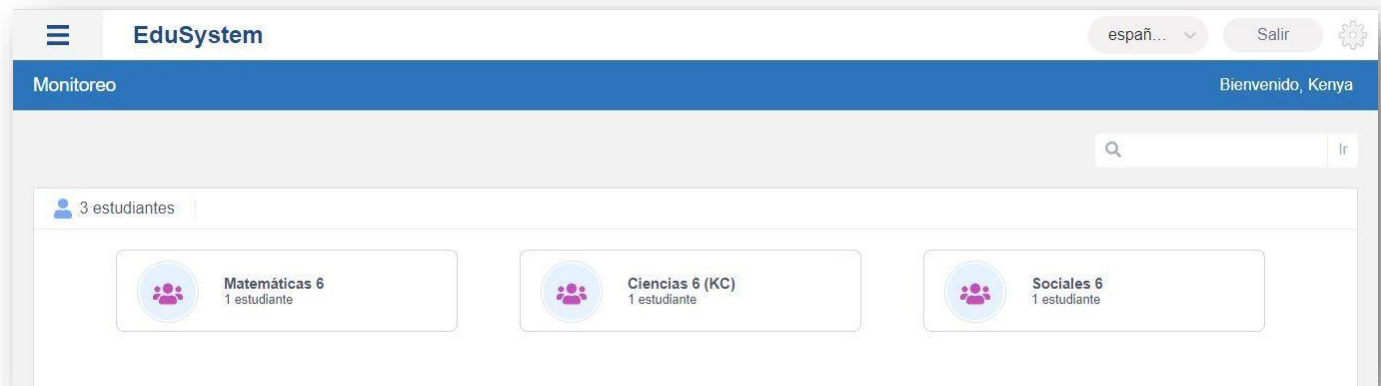 EduSystem
españ...
Salir
Monitoreo
Bienvenido, Kenya
Ir
3 estudiantes
Matemáticas 6
1 estudiante
Ciencias 6 (KC)
1 estudiante
Sociales 6
1 estudiante